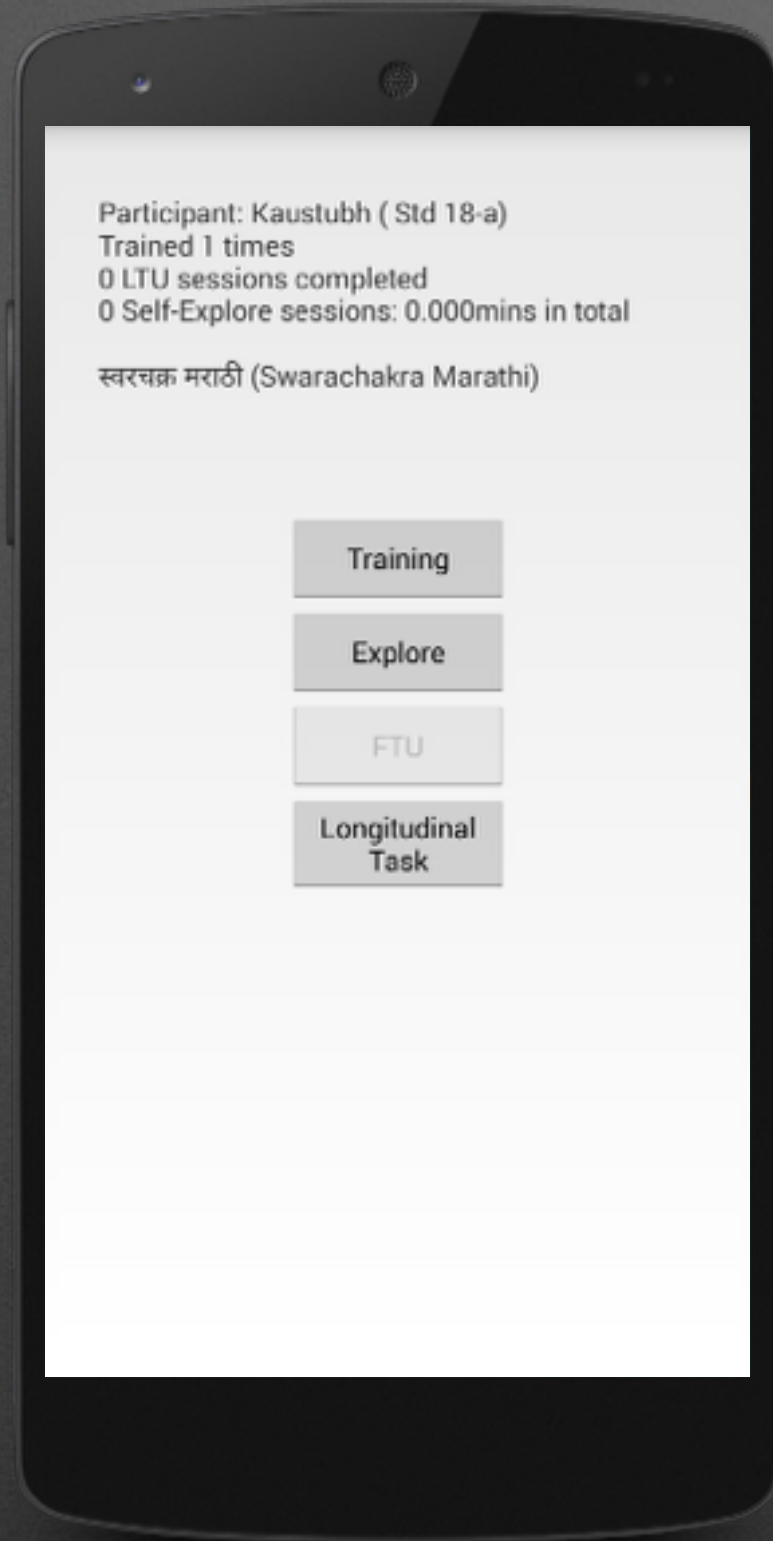 Participant: Kaustubh ( Std 18-a)
Trained 1 times
0 LTU sessions completed
0 Self-Explore sessions: 0.000mins in total
स्वरचक्र मराठी (Swarachakra Marathi)
Training
Explore
FTU
Longitudinal
Task